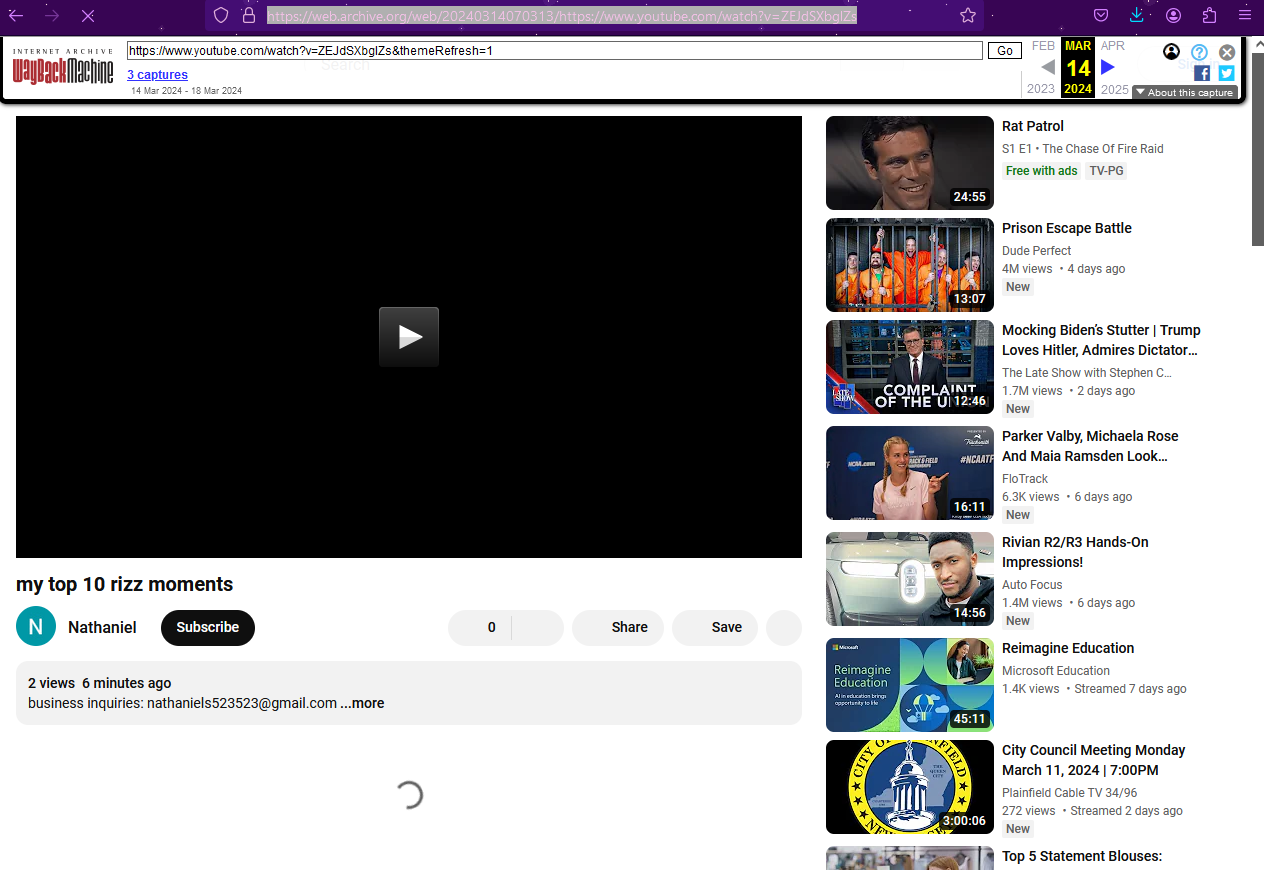 https://web.archive.org/web/20240314070313/https://www.youtube.com/watch?v=ZEJdSXbgIZs
INTERNET ARCHIVE
WayBackMachine
https://www.youtube.com/watch?v=ZEJdSXbgIZs&themeRefresh=1
Go
Search
3 captures
14 Mar 2024 - 18 Mar 2024
FEB MAR APR
14
2023 2024 2025
About this capture
my top 10 rizz moments
N
Nathaniel
Subscribe
0
Share
Save
2 views 6 minutes ago
business inquiries: nathaniels523523@gmail.com ...more
24:55
Rat Patrol
S1 E1 • The Chase Of Fire Raid
Free with ads TV-PG
13:07
Prison Escape Battle
Dude Perfect
4M views • 4 days ago
New
LATE SHOW
COMPLAINT
OF THE UNION
12:46
Mocking Biden’s Stutter | Trump
Loves Hitler, Admires Dictator…
The Late Show with Stephen C…
1.7M views • 2 days ago
New
NCAA.com
#NCAATF
16:11
Parker Valby, Michaela Rose
And Maia Ramsden Look…
FloTrack
6.3K views • 6 days ago
New
14:56
Rivian R2/R3 Hands-On
Impressions!
Auto Focus
1.4M views • 6 days ago
New
Microsoft
Reimagine
Education
AI in education brings
opportunity to life
45:11
Reimagine Education
Microsoft Education
1.4K views • Streamed 7 days ago
3:00:06
City Council Meeting Monday
March 11, 2024 | 7:00PM
Plainfield Cable TV 34/96
272 views • Streamed 2 days ago
New
Top 5 Statement Blouses: